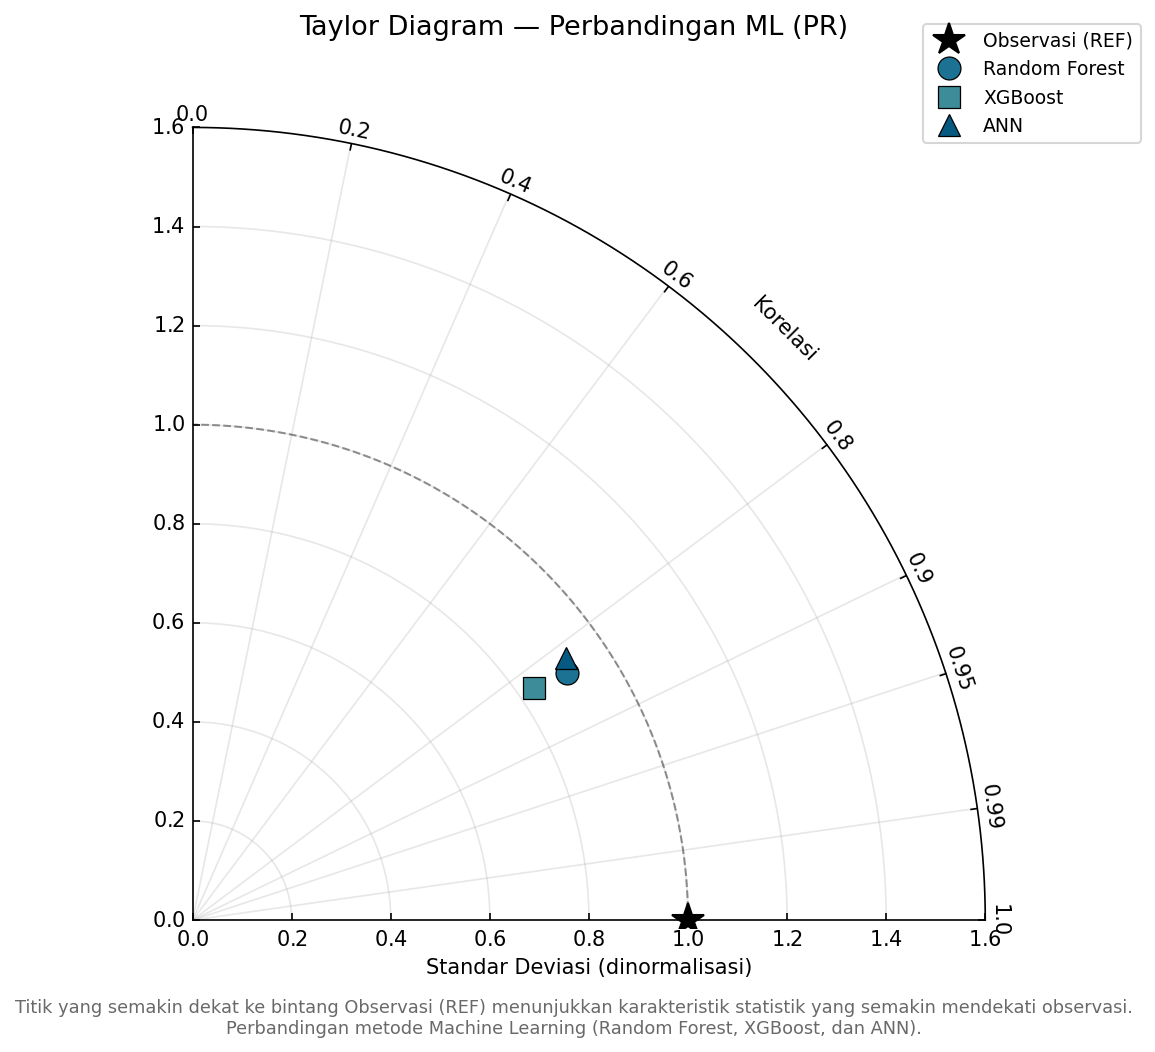 Taylor Diagram — Perbandingan ML (PR)
Observasi (REF)
Random Forest
XGBoost
ANN
0.0
0.2
0.4
0.6
Korelasi
0.8
0.9
0.95
0.99
1.0
1.6
1.4
1.2
1.0
0.8
0.6
0.4
0.2
0.0
0.0 0.2 0.4 0.6 0.8 1.0 1.2 1.4 1.6
Standar Deviasi (dinormalisasi)
Titik yang semakin dekat ke bintang Observasi (REF) menunjukkan karakteristik statistik yang semakin mendekati observasi.
Perbandingan metode Machine Learning (Random Forest, XGBoost, dan ANN).